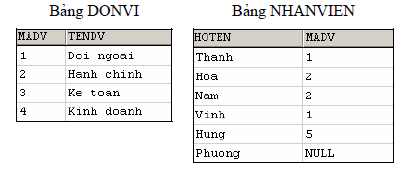 Bảng DONVI
MADV TENDV
1 Doi ngoai
2 Hanh chinh
3 Ke toan
4 Kinh doanh
Bảng NHANVIEN
HOTEN MADV
Thanh 1
Hoa 2
Nam 2
Vinh 1
Hung 5
Phuong NULL